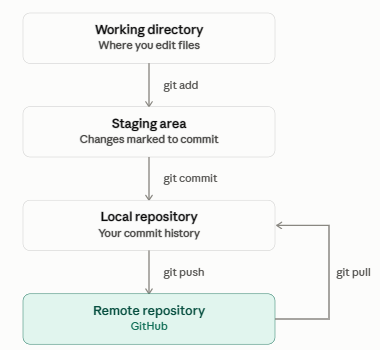 Working directory
Where you edit files
git add
Staging area
Changes marked to commit
git commit
Local repository
Your commit history
git push
git pull
Remote repository
GitHub